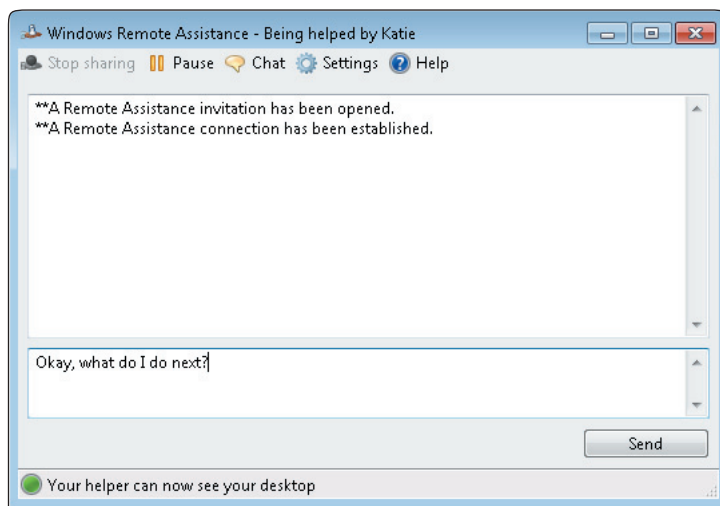 Windows Remote Assistance - Being helped by Katie
Stop sharing Pause Chat Settings Help
**A Remote Assistance invitation has been opened.
**A Remote Assistance connection has been established.
Okay, what do I do next?
Send
Your helper can now see your desktop